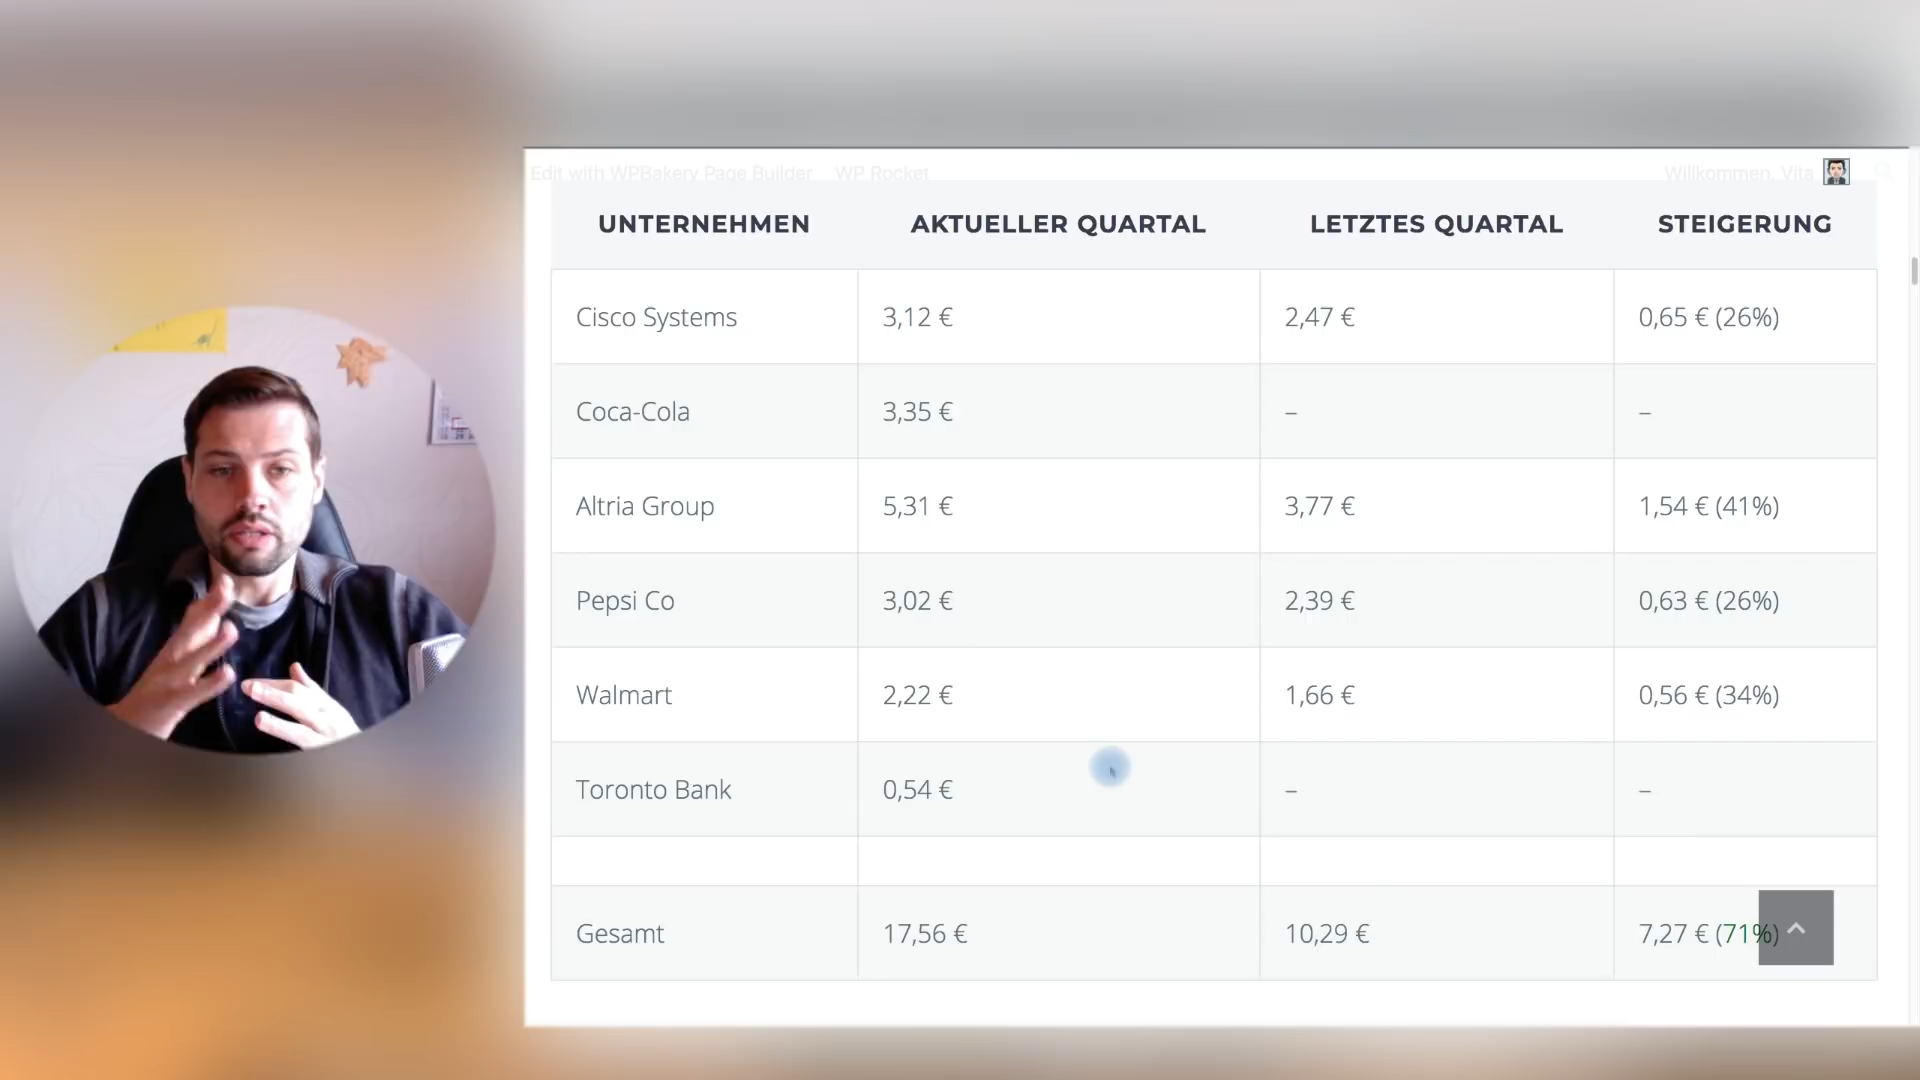 Edit with WPBakery Page Builder WP Rocket Willkommen, Vita
UNTERNEHMEN AKTUELLER QUARTAL LETZTES QUARTAL STEIGERUNG
Cisco Systems 3,12 € 2,47 € 0,65 € (26%)
Coca-Cola 3,35 € – –
Altria Group 5,31 € 3,77 € 1,54 € (41%)
Pepsi Co 3,02 € 2,39 € 0,63 € (26%)
Walmart 2,22 € 1,66 € 0,56 € (34%)
Toronto Bank 0,54 € – –
Gesamt 17,56 € 10,29 € 7,27 € (71%)